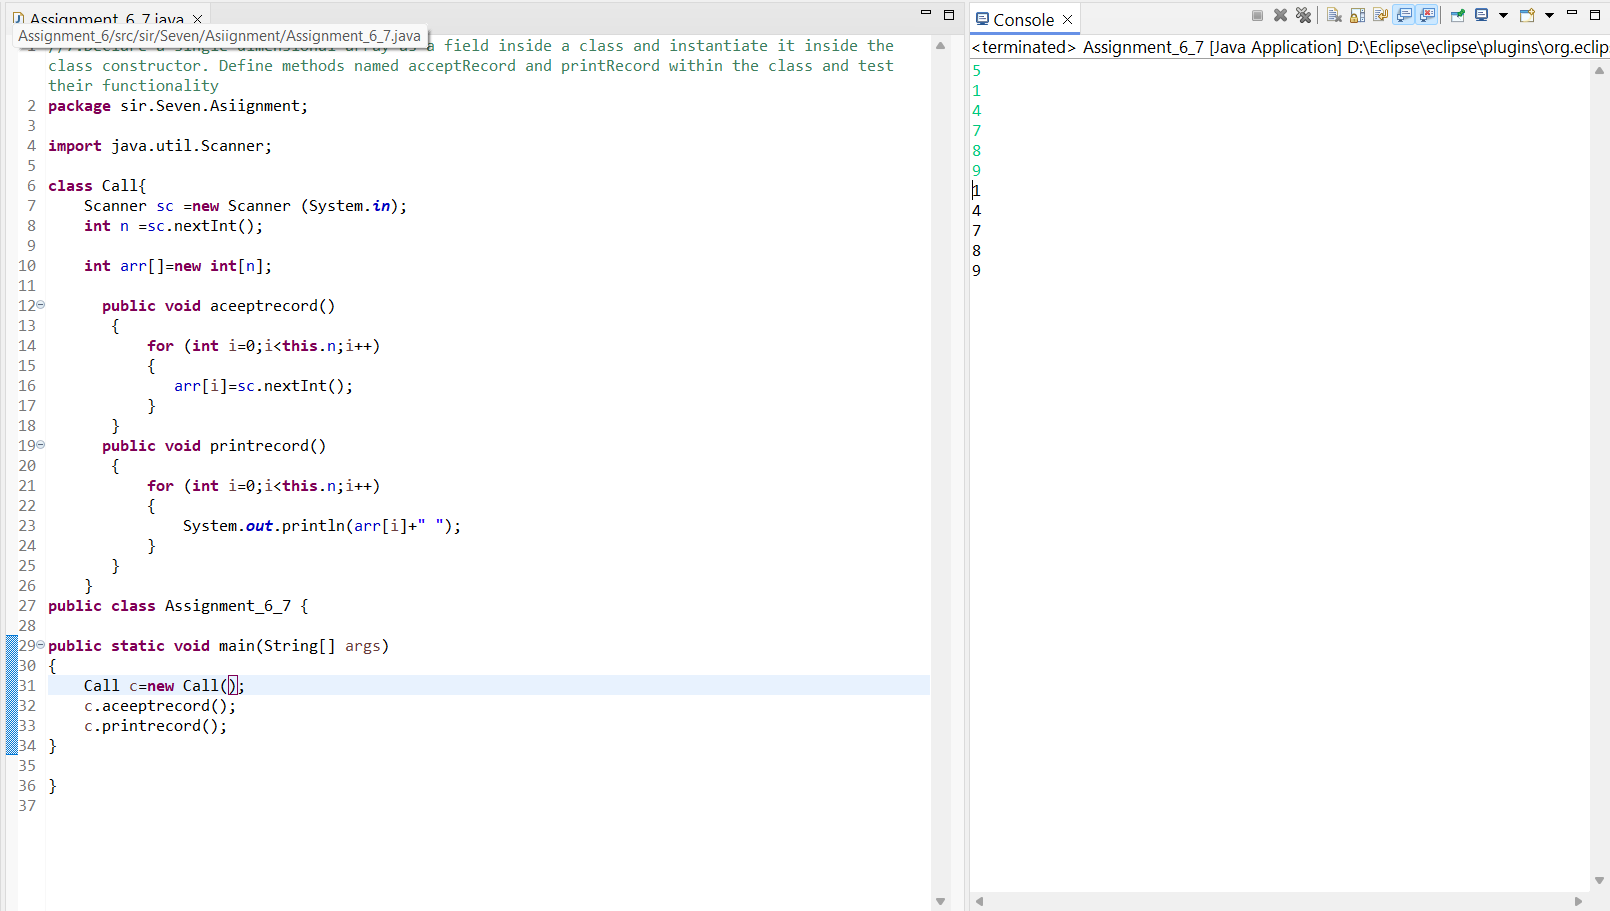 Assignment_6_7.java
Assignment_6/src/sir/Seven/Asiignment/Assignment_6_7.java
1 //7.Declare a single dimensional array as a field inside a class and instantiate it inside the
class constructor. Define methods named acceptRecord and printRecord within the class and test
their functionality
2 package sir.Seven.Asiignment;
3
4 import java.util.Scanner;
5
6 class Call{
7 Scanner sc =new Scanner (System.in);
8 int n =sc.nextInt();
9
10 int arr[]=new int[n];
11
12 public void aceeptrecord()
13 {
14 for (int i=0;i<this.n;i++)
15 {
16 arr[i]=sc.nextInt();
17 }
18 }
19 public void printrecord()
20 {
21 for (int i=0;i<this.n;i++)
22 {
23 System.out.println(arr[i]+" ");
24 }
25 }
26 }
27 public class Assignment_6_7 {
28
29 public static void main(String[] args)
30 {
31 Call c=new Call();
32 c.aceeptrecord();
33 c.printrecord();
34 }
35
36 }
37
Console
<terminated> Assignment_6_7 [Java Application] D:\Eclipse\eclipse\plugins\org.eclip
5
1
4
7
8
9
1
4
7
8
9